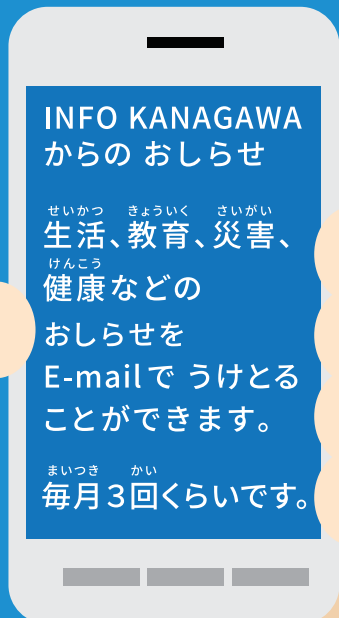 INFO KANAGAWA
からの おしらせ
せいかつ きょういく さいがい
生活、教育、災害、
けんこう
健康などの
おしらせを
E-mailで うけとる
ことができます。
まいつき かい
毎月3回くらいです。